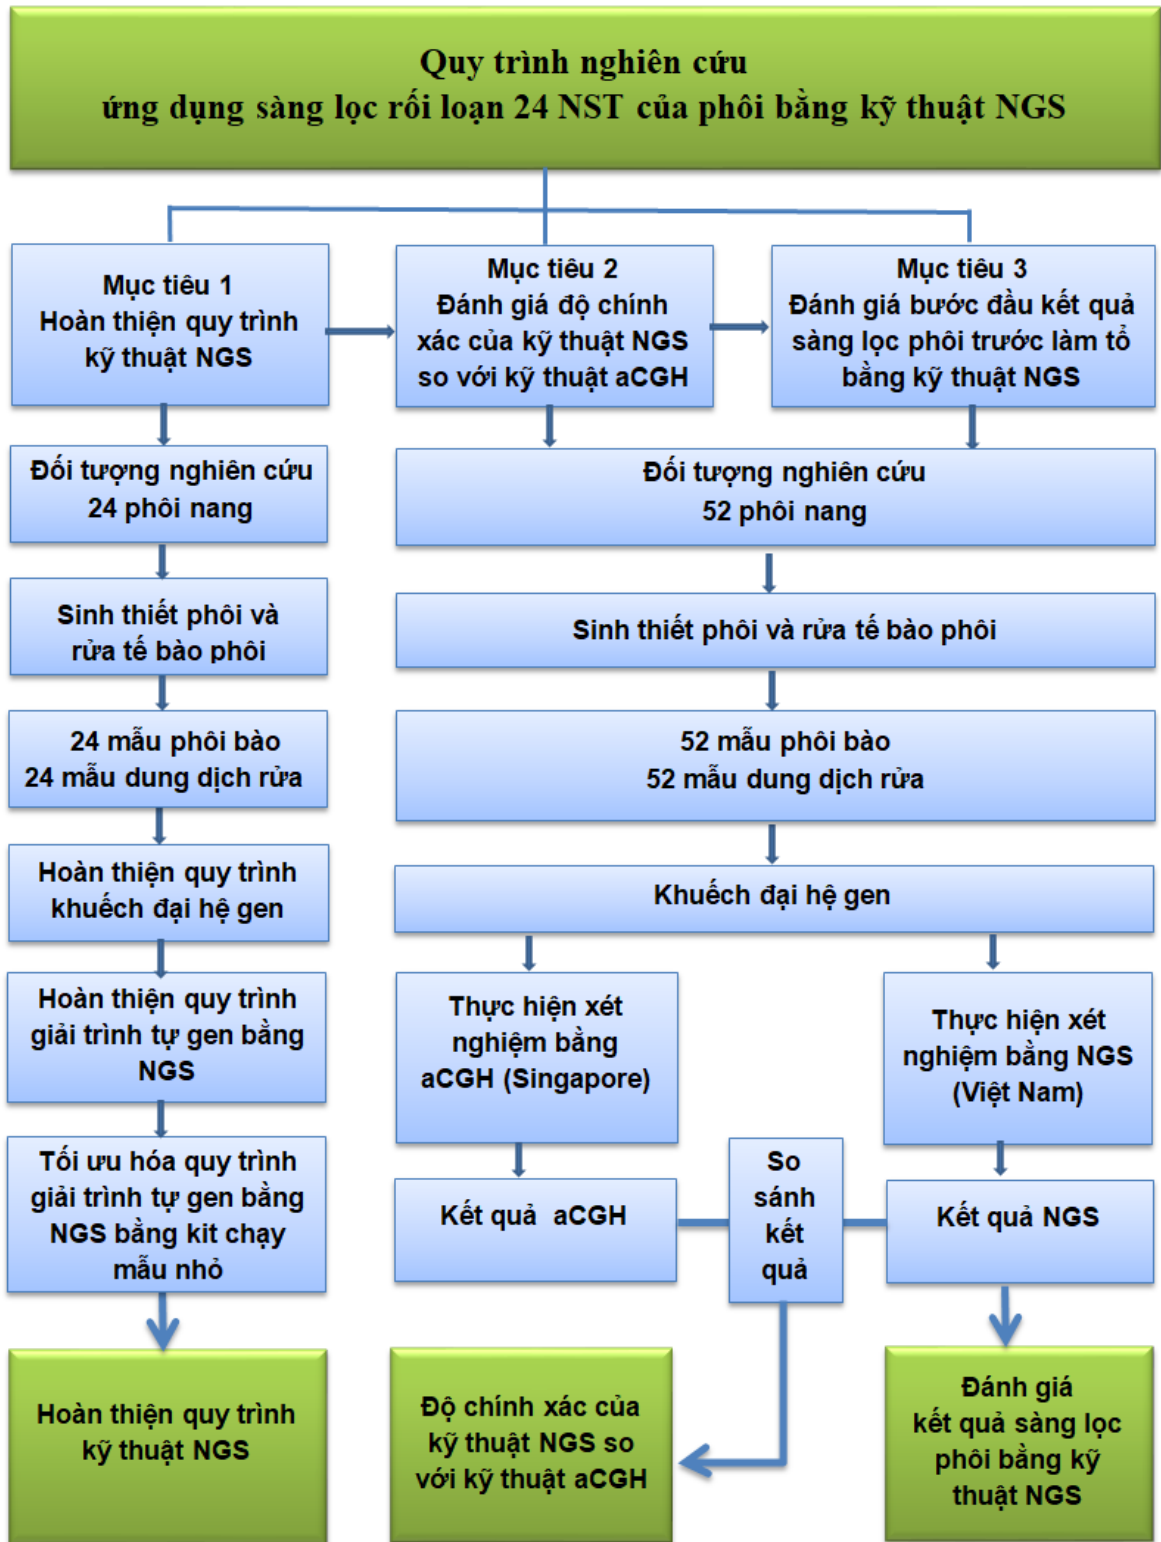 Quy trình nghiên cứu
ứng dụng sàng lọc rối loạn 24 NST của phôi bằng kỹ thuật NGS
Mục tiêu 1
Hoàn thiện quy trình
kỹ thuật NGS
Mục tiêu 2
Đánh giá độ chính
xác của kỹ thuật NGS
so với kỹ thuật aCGH
Mục tiêu 3
Đánh giá bước đầu kết quả
sàng lọc phôi trước làm tổ
bằng kỹ thuật NGS
Đối tượng nghiên cứu
24 phôi nang
Đối tượng nghiên cứu
52 phôi nang
Sinh thiết phôi và
rửa tế bào phôi
Sinh thiết phôi và rửa tế bào phôi
24 mẫu phôi bào
24 mẫu dung dịch rửa
52 mẫu phôi bào
52 mẫu dung dịch rửa
Hoàn thiện quy trình
khuếch đại hệ gen
Khuếch đại hệ gen
Hoàn thiện quy trình
giải trình tự gen bằng
NGS
Thực hiện xét
nghiệm bằng
aCGH (Singapore)
Thực hiện xét
nghiệm bằng NGS
(Việt Nam)
Tối ưu hóa quy trình
giải trình tự gen bằng
NGS bằng kit chạy
mẫu nhỏ
Kết quả aCGH
So
sánh
kết
quả
Kết quả NGS
Hoàn thiện quy trình
kỹ thuật NGS
Độ chính xác của
kỹ thuật NGS so
với kỹ thuật aCGH
Đánh giá
kết quả sàng lọc
phôi bằng kỹ
thuật NGS